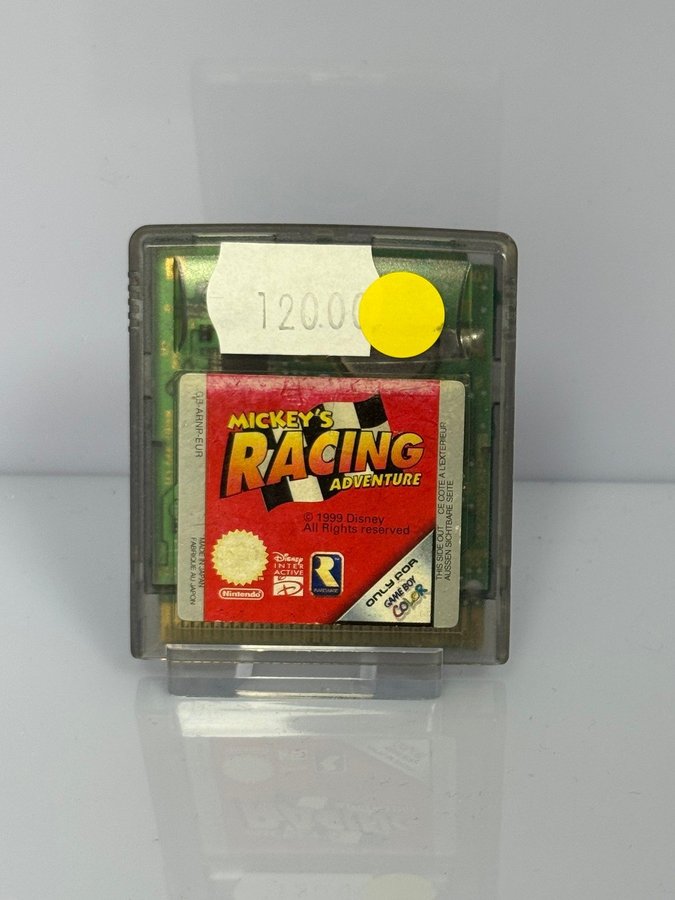 120.00
MICKEY'S
RACING
ADVENTURE
© 1999 Disney
All Rights reserved
Nintendo
Disney
INTER
ACTIVE
RAREWARE
ONLY FOR
GAME BOY
COLOR
MADE IN JAPAN
FABRIQUE AU JAPON
THIS SIDE OUT CE COTE A L'EXTERIEUR
AUSSEN SICHTBARE SEITE